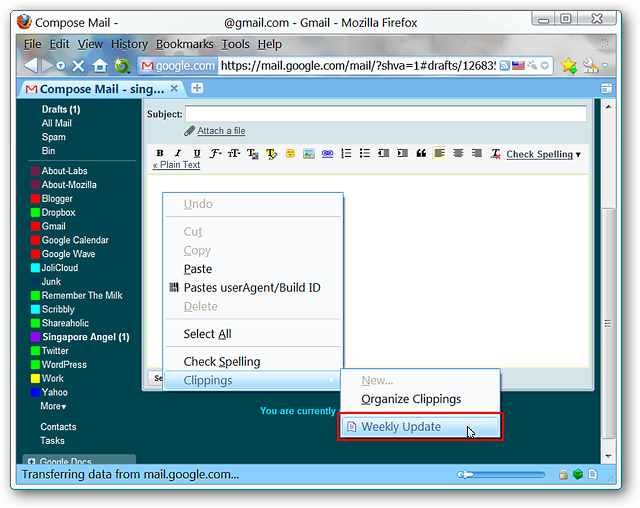 Compose Mail - @gmail.com - Gmail - Mozilla Firefox
File Edit View History Bookmarks Tools Help
google.com https://mail.google.com/mail/?shva=1#drafts/12683
Compose Mail - sing...
Drafts (1)
All Mail
Spam
Bin
About-Labs
About-Mozilla
Blogger
Dropbox
Gmail
Google Calendar
Google Wave
JoliCloud
Junk
Remember The Milk
Scribbly
Shareaholic
Singapore Angel (1)
Twitter
WordPress
Work
Yahoo
More▾
Contacts
Tasks
Google Docs
Subject:
Attach a file
Check Spelling ▾
« Plain Text
Undo
Cut
Copy
Paste
Pastes userAgent/Build ID
Delete
Select All
Check Spelling
Clippings
New...
Organize Clippings
Weekly Update
You are currently
Transferring data from mail.google.com...